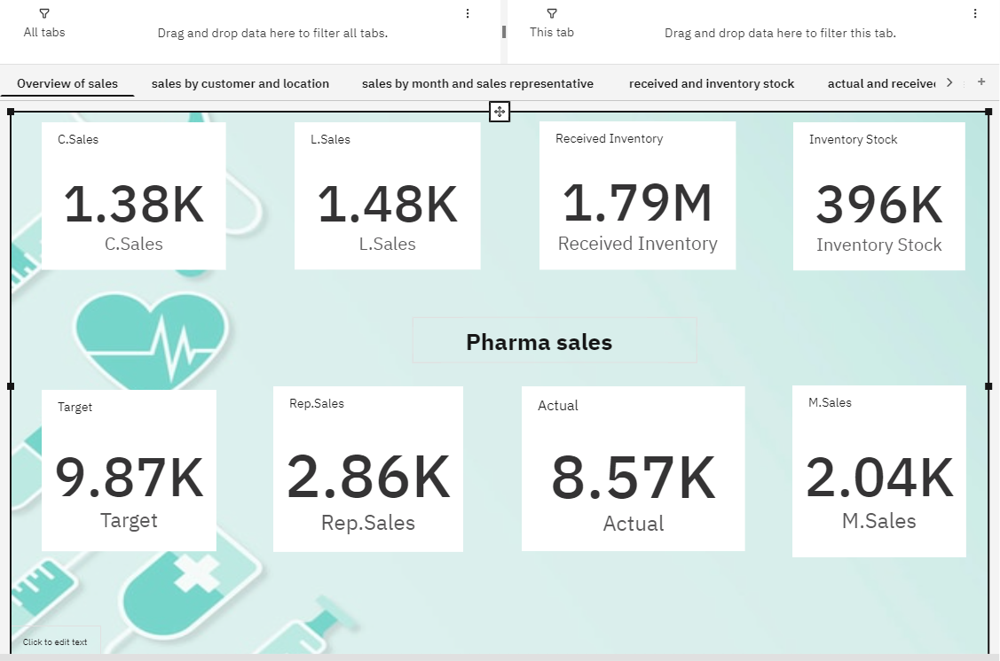 All tabs
Drag and drop data here to filter all tabs.
This tab
Drag and drop data here to filter this tab.
Overview of sales
sales by customer and location
sales by month and sales representative
received and inventory stock
actual and receive
C.Sales
1.38K
C.Sales
L.Sales
1.48K
L.Sales
Received Inventory
1.79M
Received Inventory
Inventory Stock
396K
Inventory Stock
Pharma sales
Target
9.87K
Target
Rep.Sales
2.86K
Rep.Sales
Actual
8.57K
Actual
M.Sales
2.04K
M.Sales
Click to edit text